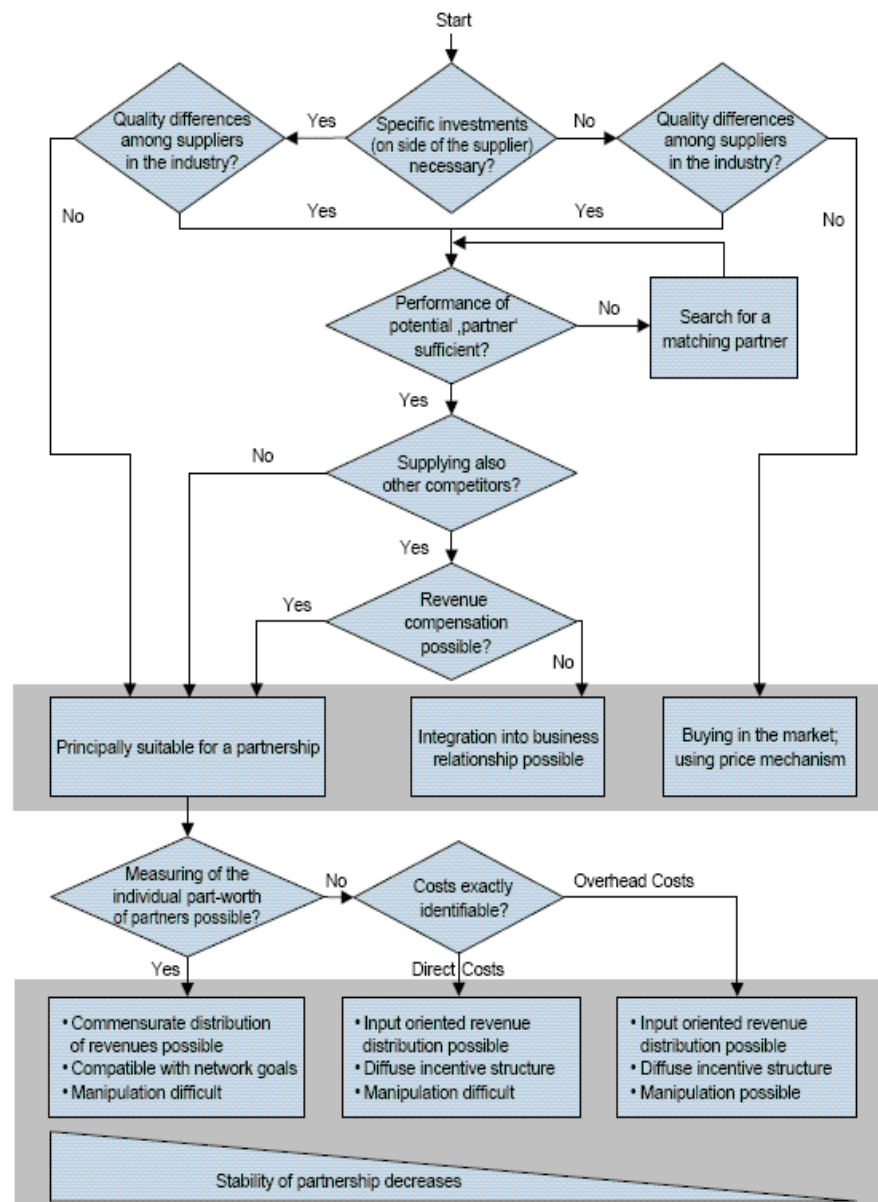 Start
Quality differences
among suppliers
in the industry?
Yes
Specific investments
(on side of the supplier)
necessary?
No
Quality differences
among suppliers
in the industry?
No
Yes
Yes
No
Performance of
potential ‚partner‘
sufficient?
No
Search for a
matching partner
Yes
No
Supplying also
other competitors?
Yes
Yes
Revenue
compensation
possible?
No
Principally suitable for a partnership
Integration into business
relationship possible
Buying in the market;
using price mechanism
Measuring of the
individual part-worth
of partners possible?
No
Costs exactly
identifiable?
Overhead Costs
Yes
Direct Costs
• Commensurate distribution
of revenues possible
• Compatible with network goals
• Manipulation difficult
• Input oriented revenue
distribution possible
• Diffuse incentive structure
• Manipulation difficult
• Input oriented revenue
distribution possible
• Diffuse incentive structure
• Manipulation possible
Stability of partnership decreases